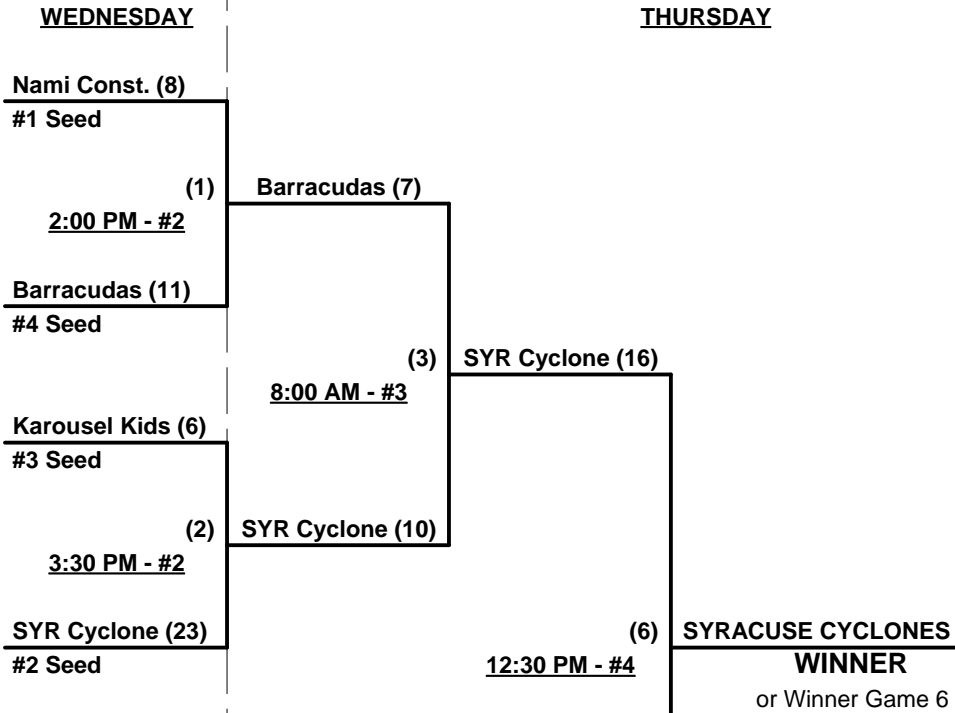 WEDNESDAY
THURSDAY
Nami Const. (8)
#1 Seed
(1)
Barracudas (7)
2:00 PM - #2
Barracudas (11)
#4 Seed
(3)
SYR Cyclone (16)
8:00 AM - #3
Karousel Kids (6)
#3 Seed
(2)
SYR Cyclone (10)
3:30 PM - #2
SYR Cyclone (23)
#2 Seed
(6)
SYRACUSE CYCLONES
12:30 PM - #4
WINNER
or Winner Game 6